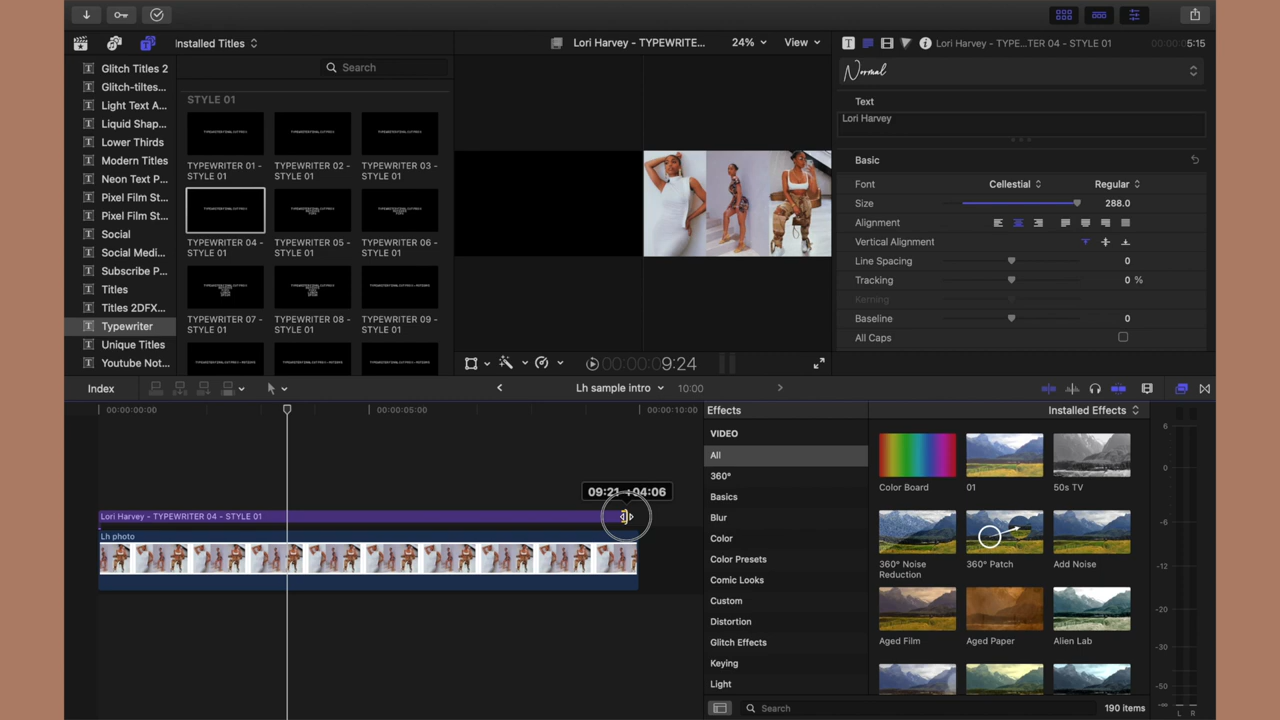 Installed Titles
Lori Harvey - TYPEWRITE...
24%
View
Lori Harvey - TYPE...TER 04 - STYLE 01
00:00:05:15
Glitch Titles 2
Glitch-tiltes...
Light Text A...
Liquid Shap...
Lower Thirds
Modern Titles
Neon Text P...
Pixel Film St...
Pixel Film St...
Social
Social Medi...
Subscribe P...
Titles
Titles 2DFX...
Typewriter
Unique Titles
Youtube Not...
Search
STYLE 01
TYPEWRITER 01 - STYLE 01
TYPEWRITER 02 - STYLE 01
TYPEWRITER 03 - STYLE 01
TYPEWRITER 04 - STYLE 01
TYPEWRITER 05 - STYLE 01
TYPEWRITER 06 - STYLE 01
TYPEWRITER 07 - STYLE 01
TYPEWRITER 08 - STYLE 01
TYPEWRITER 09 - STYLE 01
00:00:00:09:24
Normal
Text
Lori Harvey
Basic
Font
Cellestial
Regular
Size
288.0
Alignment
Vertical Alignment
Line Spacing
0
Tracking
0 %
Kerning
Baseline
0
All Caps
Index
Lh sample intro
10:00
00:00:00:00
00:00:05:00
00:00:10:00
09:21 +04:06
Lori Harvey - TYPEWRITER 04 - STYLE 01
Lh photo
Effects
Installed Effects
VIDEO
All
360°
Basics
Blur
Color
Color Presets
Comic Looks
Custom
Distortion
Glitch Effects
Keying
Light
Color Board
01
50s TV
360° Noise Reduction
360° Patch
Add Noise
Aged Film
Aged Paper
Alien Lab
Search
190 items
6
0
-6
-12
-20
-30
-50
-∞
L
R